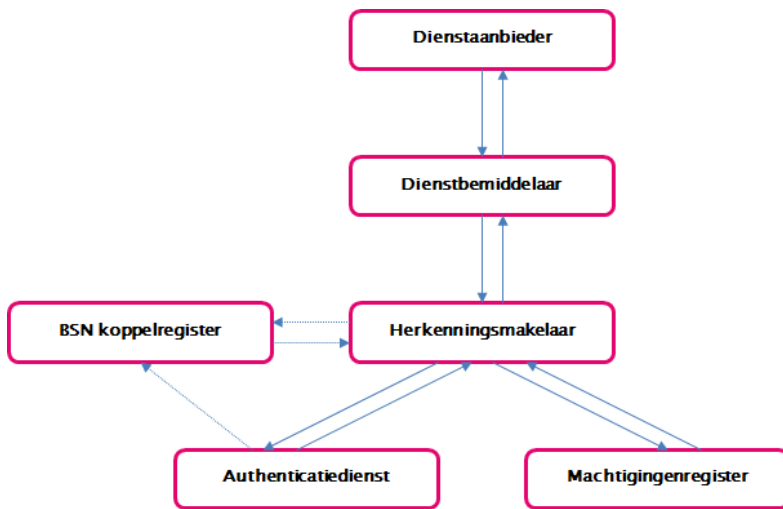 Dienstaanbieder
Dienstbemiddelaar
BSN koppelregister
Herkenningsmakelaar
Authenticatiedienst
Machtigingenregister